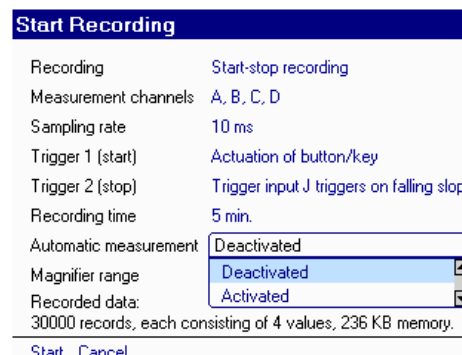 Start Recording
Recording Start-stop recording
Measurement channels A, B, C, D
Sampling rate 10 ms
Trigger 1 (start) Actuation of button/key
Trigger 2 (stop) Trigger input J triggers on falling slop
Recording time 5 min.
Automatic measurement Deactivated
Magnifier range Deactivated
Recorded data: Activated
30000 records, each consisting of 4 values, 236 KB memory.
Start Cancel